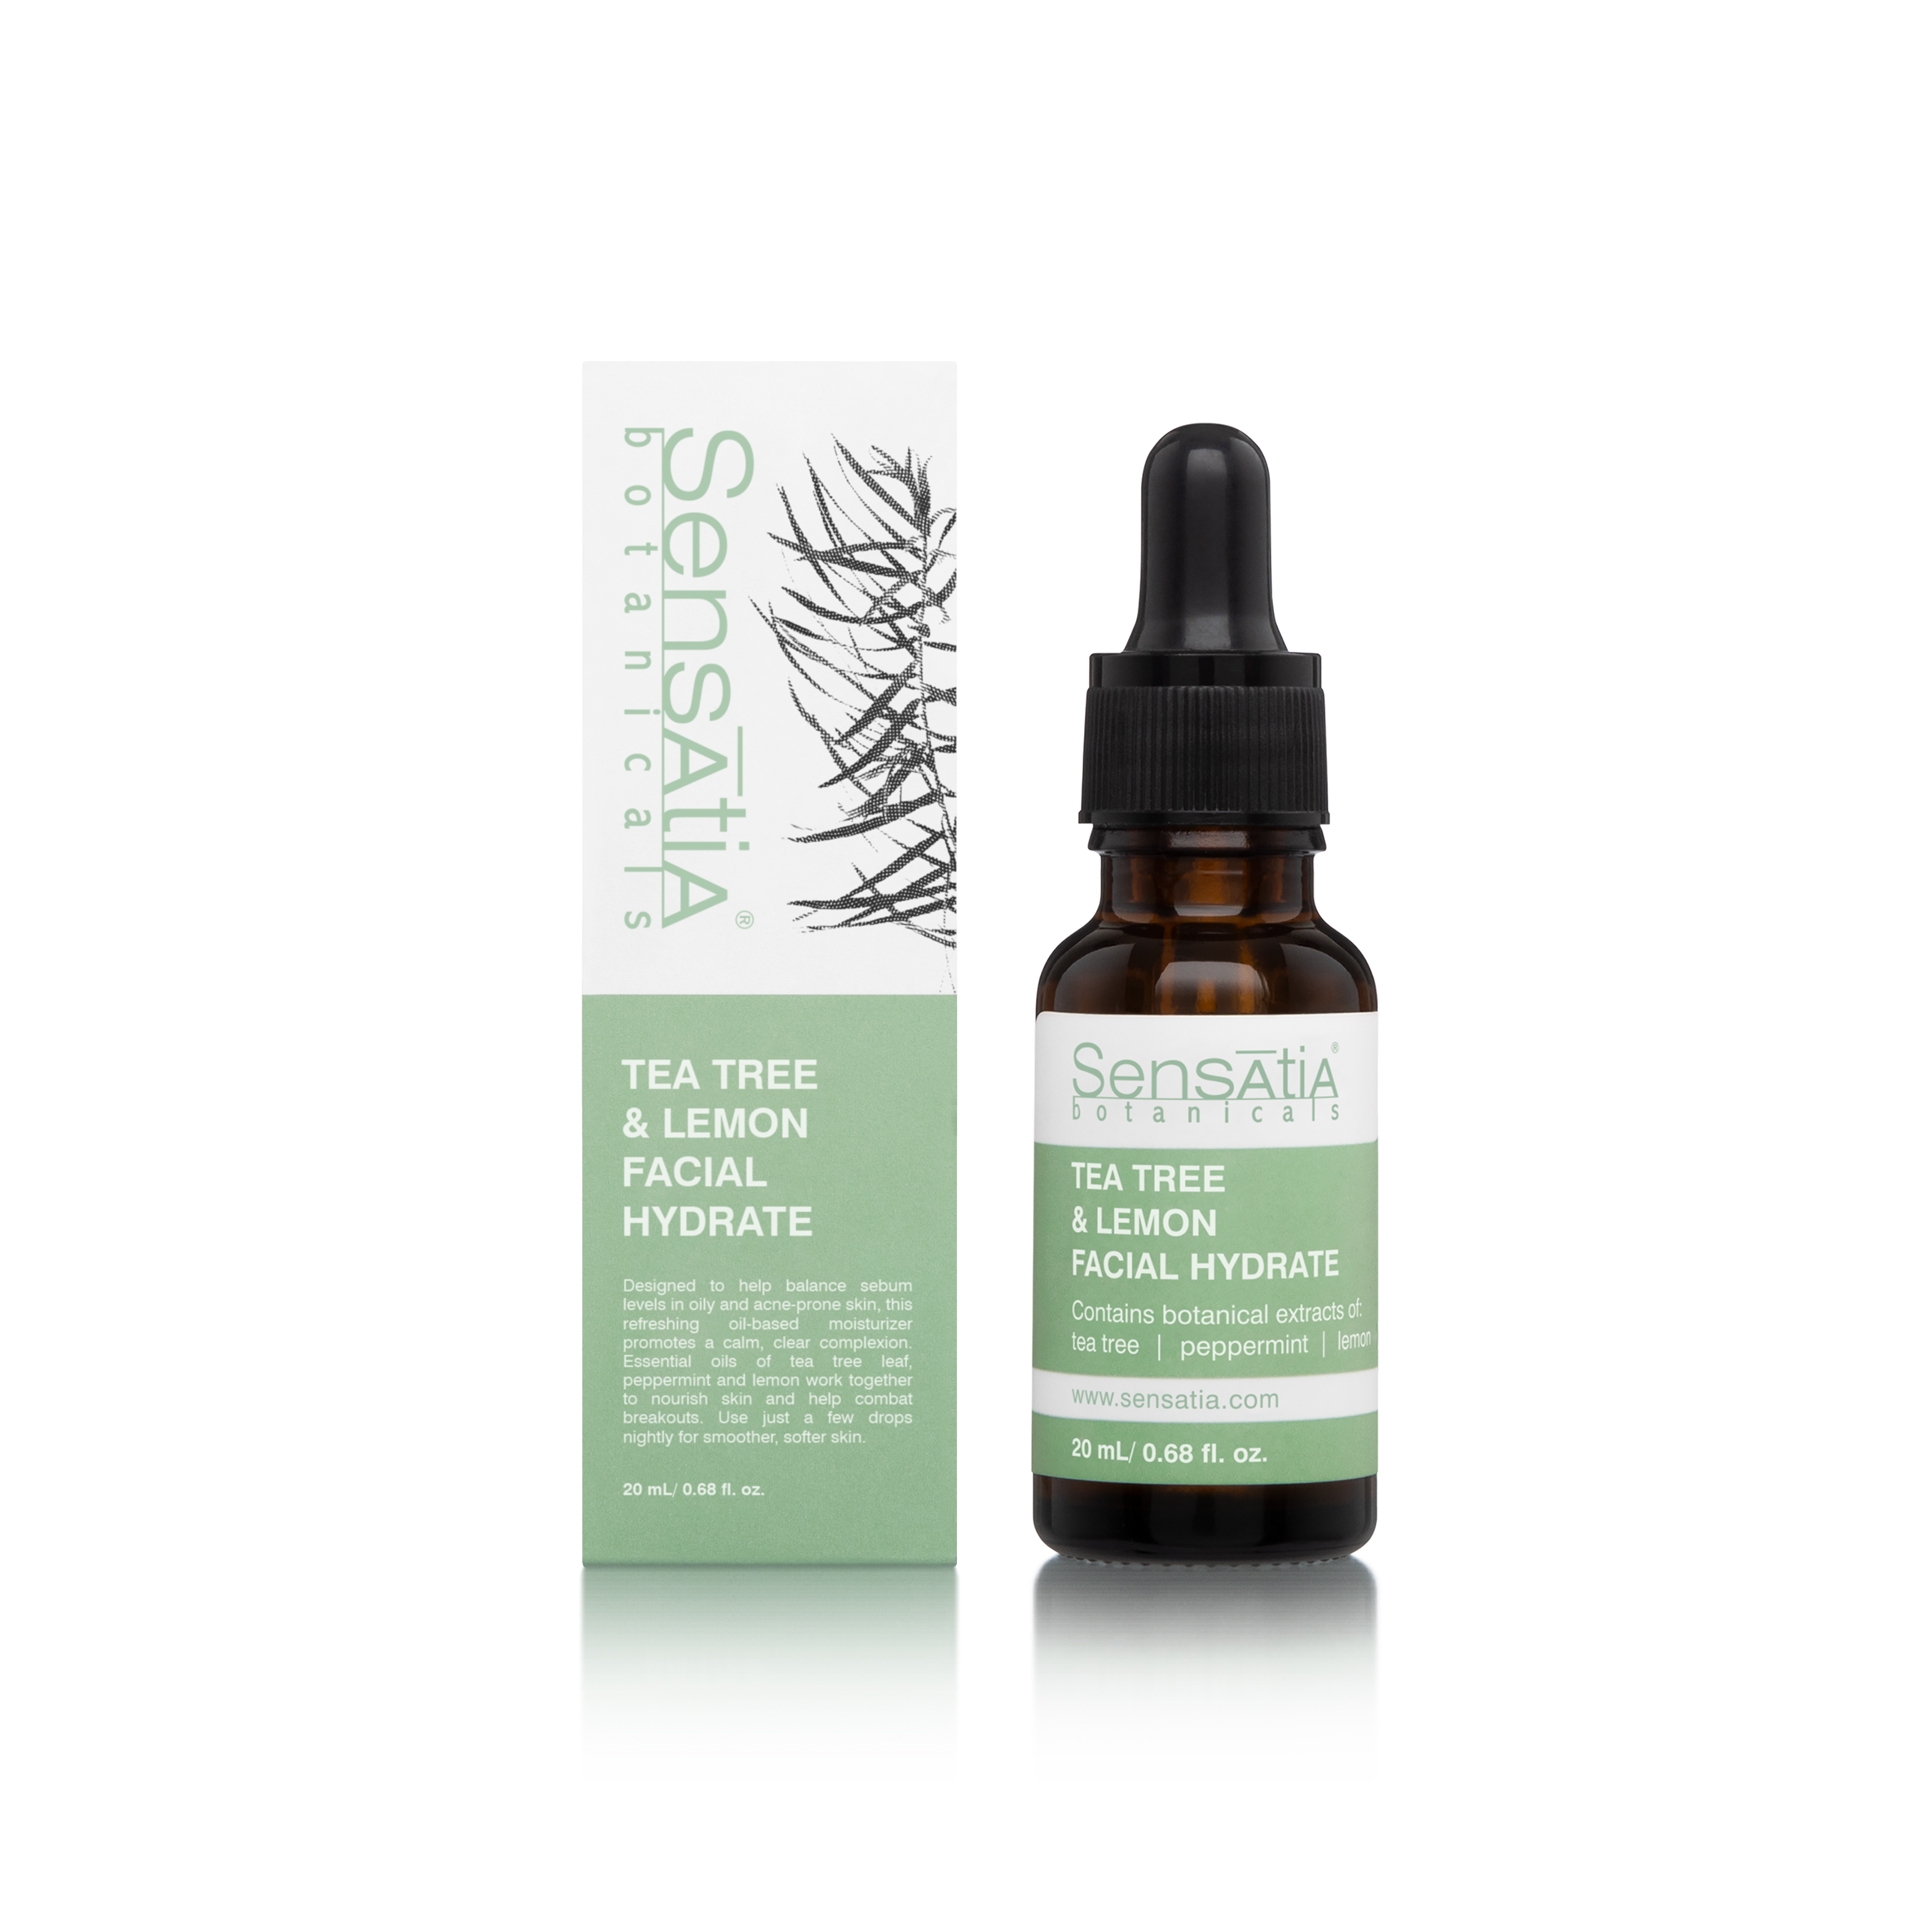 SensĀtiA®
botanicals
TEA TREE
& LEMON
FACIAL
HYDRATE
Designed to help balance sebum
levels in oily and acne-prone skin, this
refreshing oil-based moisturizer
promotes a calm, clear complexion.
Essential oils of tea tree leaf,
peppermint and lemon work together
to nourish skin and help combat
breakouts. Use just a few drops
nightly for smoother, softer skin.
20 mL/ 0.68 fl. oz.
SensĀtiA®
botanicals
TEA TREE
& LEMON
FACIAL HYDRATE
Contains botanical extracts of:
tea tree | peppermint | lemon
www.sensatia.com
20 mL/ 0.68 fl. oz.